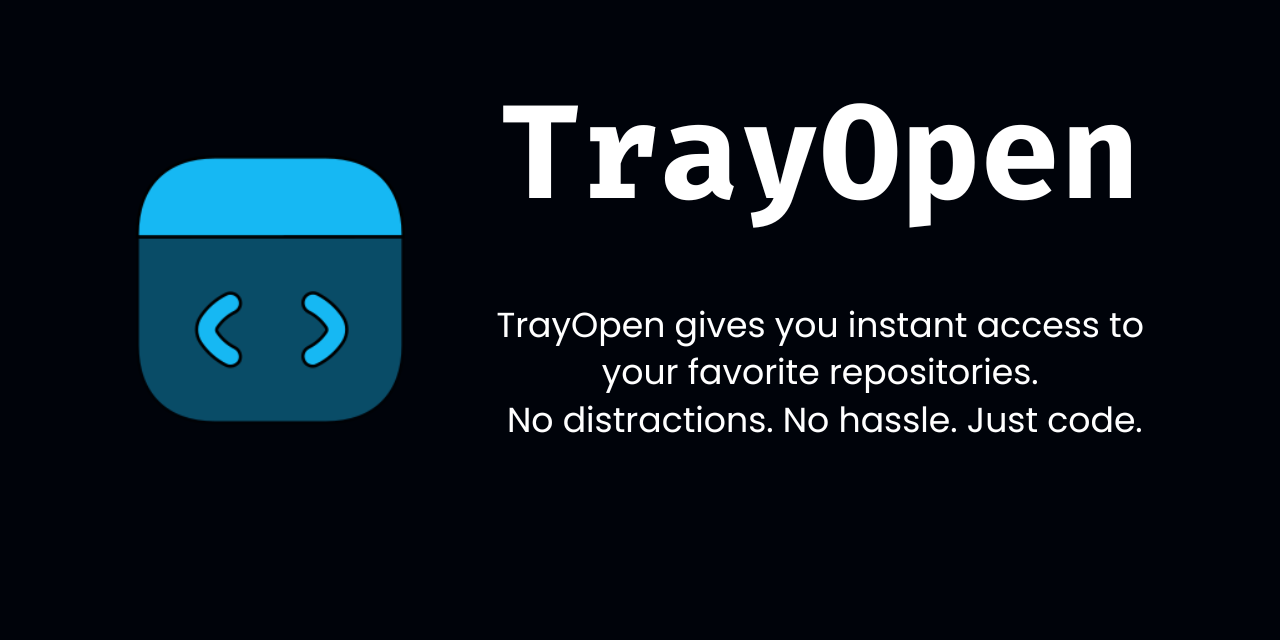 TrayOpen
TrayOpen gives you instant access to
your favorite repositories.
No distractions. No hassle. Just code.